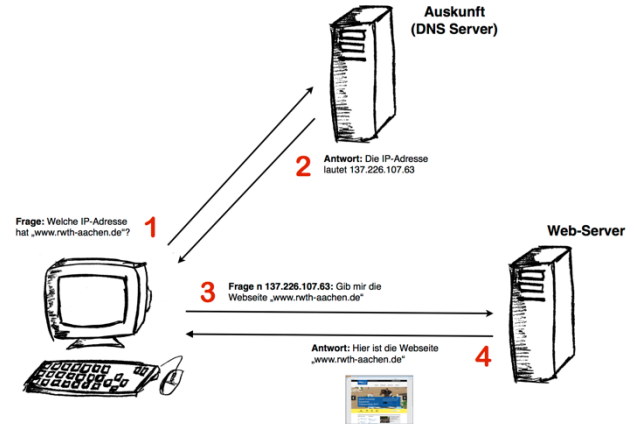 Auskunft
(DNS Server)
Frage: Welche IP-Adresse
hat „www.rwth-aachen.de"?
1
2
Antwort: Die IP-Adresse
lautet 137.226.107.63
Web-Server
3
Frage n 137.226.107.63: Gib mir die
Webseite „www.rwth-aachen.de"
Antwort: Hier ist die Webseite
„www.rwth-aachen.de"
4